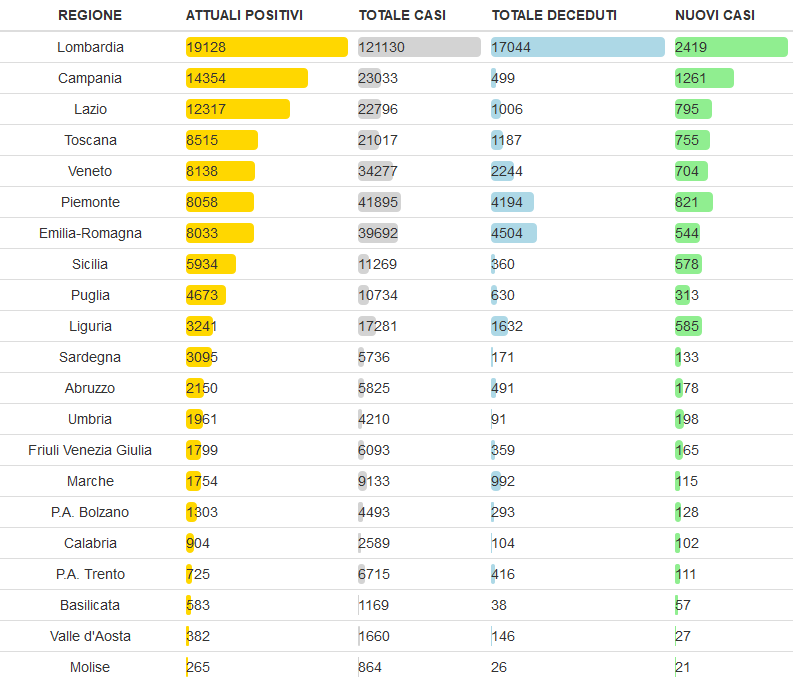 REGIONE ATTUALI POSITIVI TOTALE CASI TOTALE DECEDUTI NUOVI CASI
Lombardia 19128 121130 17044 2419
Campania 14354 23033 499 1261
Lazio 12317 22796 1006 795
Toscana 8515 21017 1187 755
Veneto 8138 34277 2244 704
Piemonte 8058 41895 4194 821
Emilia-Romagna 8033 39692 4504 544
Sicilia 5934 11269 360 578
Puglia 4673 10734 630 313
Liguria 3241 17281 1632 585
Sardegna 3095 5736 171 133
Abruzzo 2150 5825 491 178
Umbria 1961 4210 91 198
Friuli Venezia Giulia 1799 6093 359 165
Marche 1754 9133 992 115
P.A. Bolzano 1303 4493 293 128
Calabria 904 2589 104 102
P.A. Trento 725 6715 416 111
Basilicata 583 1169 38 57
Valle d'Aosta 382 1660 146 27
Molise 265 864 26 21